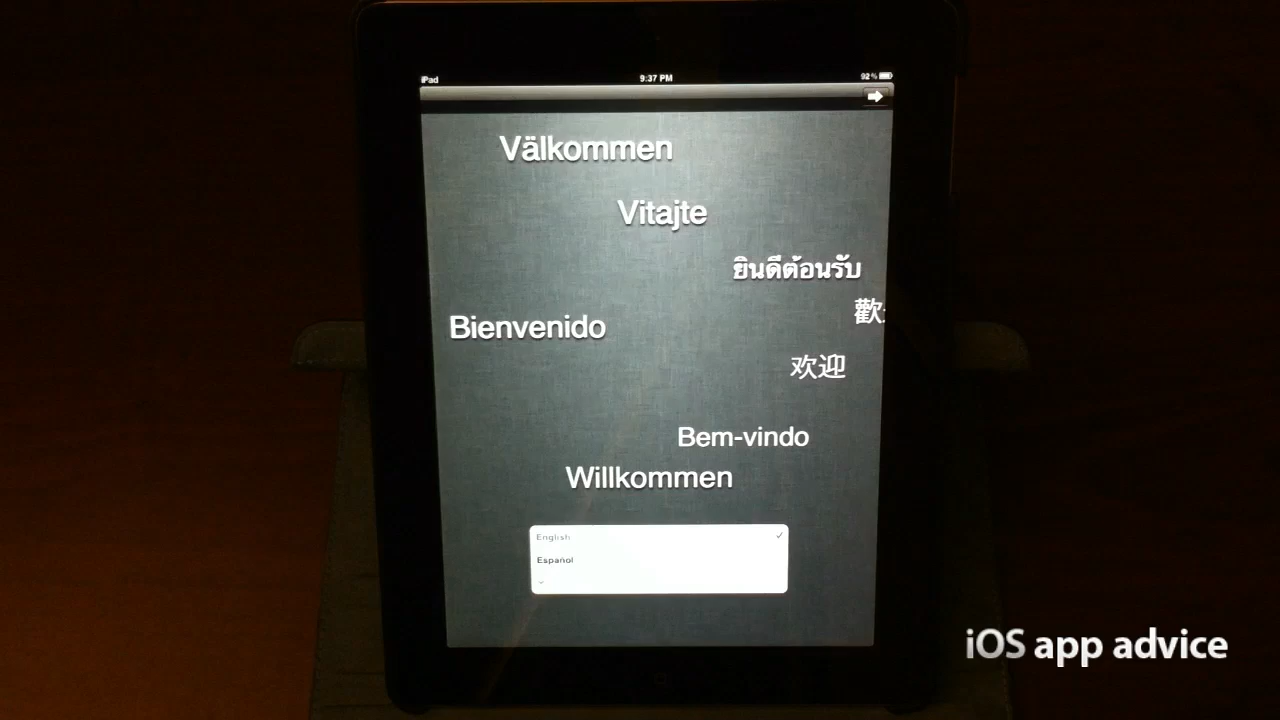 iPad
9:37 PM
92%
Välkommen
Vitajte
ยินดีต้อนรับ
歡
Bienvenido
欢迎
Bem-vindo
Willkommen
English
Español
iOS app advice